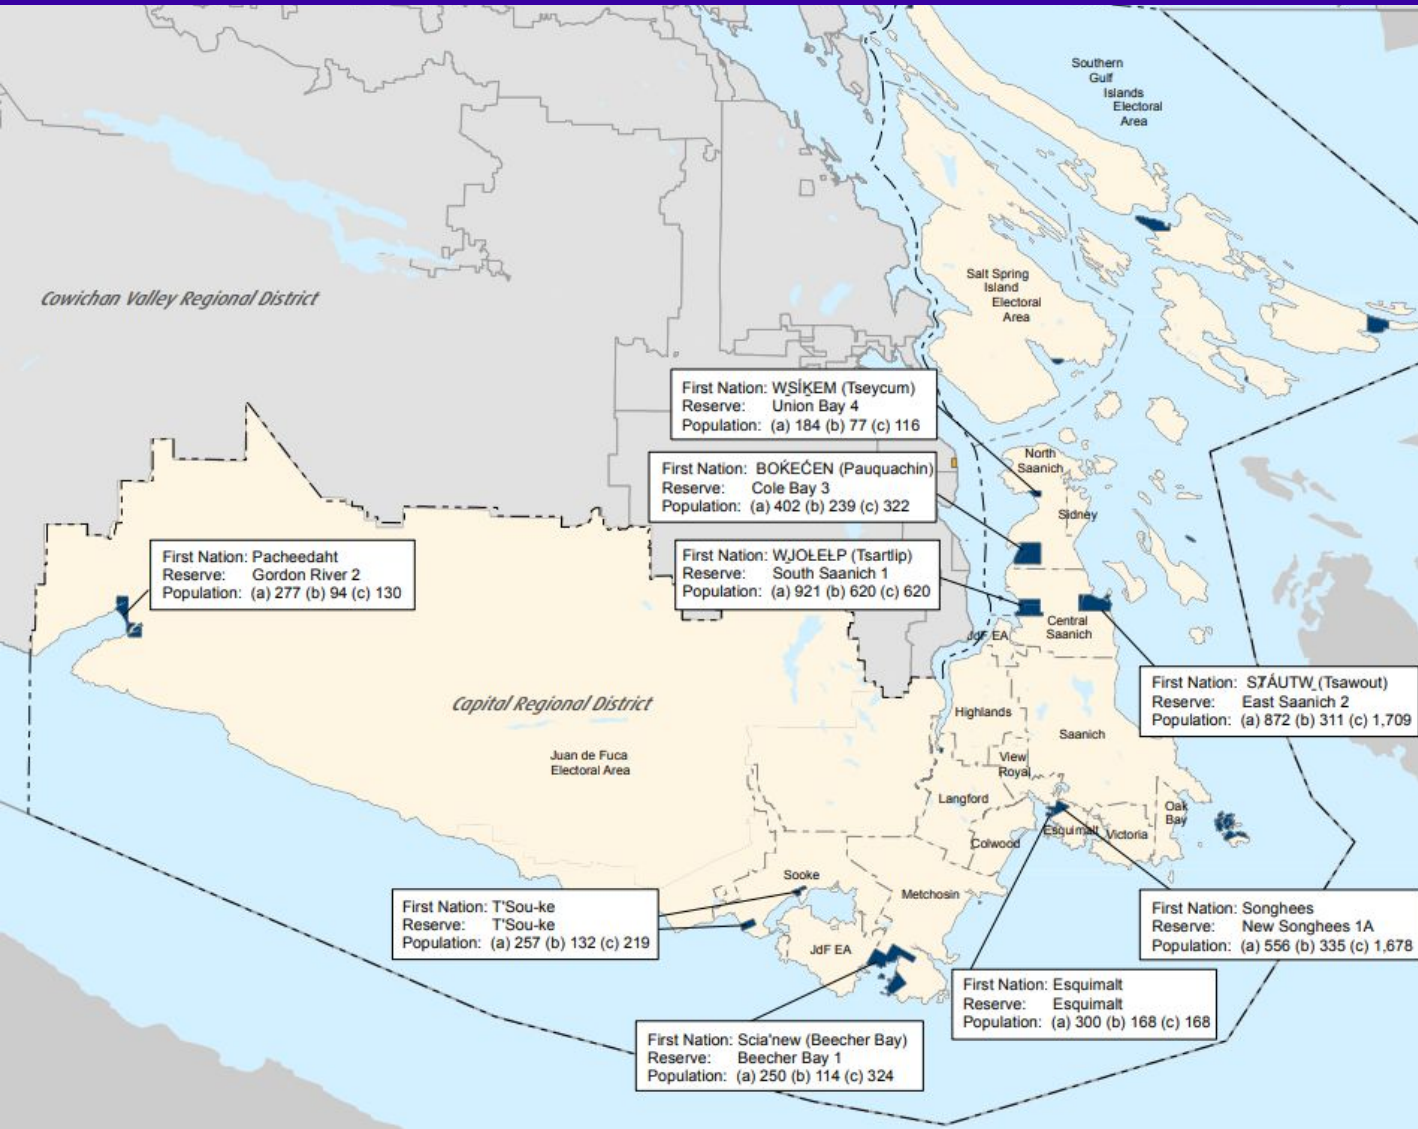 Southern
Gulf
Islands
Electoral
Area
Cowichan Valley Regional District
Salt Spring
Island
Electoral
Area
First Nation: W̱SÍḴEM (Tseycum)
Reserve: Union Bay 4
Population: (a) 184 (b) 77 (c) 116
North
Saanich
First Nation: BOḰEĆEN (Pauquachin)
Reserve: Cole Bay 3
Population: (a) 402 (b) 239 (c) 322
Sidney
First Nation: Pacheedaht
Reserve: Gordon River 2
Population: (a) 277 (b) 94 (c) 130
First Nation: W̱JOȽEȽP (Tsartlip)
Reserve: South Saanich 1
Population: (a) 921 (b) 620 (c) 620
Central
Saanich
JdF EA
First Nation: SȾÁUTW̱ (Tsawout)
Reserve: East Saanich 2
Population: (a) 872 (b) 311 (c) 1,709
Capital Regional District
Highlands
Saanich
Juan de Fuca
Electoral Area
View
Royal
Langford
Oak
Bay
Esquimalt
Victoria
Colwood
Sooke
Metchosin
First Nation: T'Sou-ke
Reserve: T'Sou-ke
Population: (a) 257 (b) 132 (c) 219
First Nation: Songhees
Reserve: New Songhees 1A
Population: (a) 556 (b) 335 (c) 1,678
JdF EA
First Nation: Esquimalt
Reserve: Esquimalt
Population: (a) 300 (b) 168 (c) 168
First Nation: Scia'new (Beecher Bay)
Reserve: Beecher Bay 1
Population: (a) 250 (b) 114 (c) 324